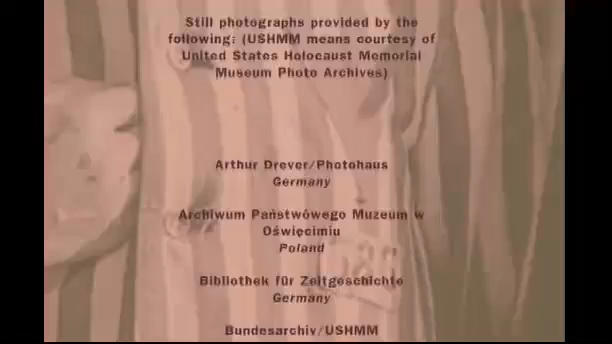 Still photographs provided by the
following: (USHMM means courtesy of
United States Holocaust Memorial
Museum Photo Archives)
Arthur Drever/Photohaus
Germany
Archiwum Państwówego Muzeum w
Oświęcimiu
Poland
Bibliothek für Zeitgeschichte
Germany
Bundesarchiv/USHMM